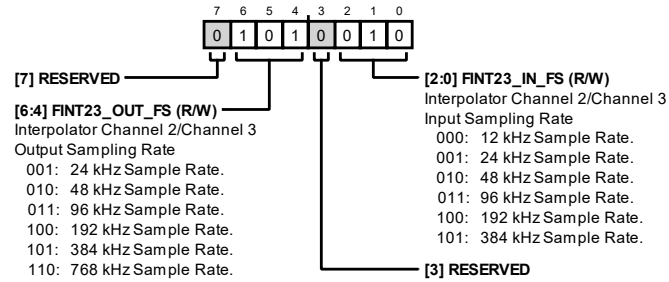 7 6 5 4 3 2 1 0
0 1 0 1 0 0 1 0
[7] RESERVED
[6:4] FINT23_OUT_FS (R/W)
Interpolator Channel 2/Channel 3
Output Sampling Rate
001: 24 kHz Sample Rate.
010: 48 kHz Sample Rate.
011: 96 kHz Sample Rate.
100: 192 kHz Sample Rate.
101: 384 kHz Sample Rate.
110: 768 kHz Sample Rate.
[2:0] FINT23_IN_FS (R/W)
Interpolator Channel 2/Channel 3
Input Sampling Rate
000: 12 kHz Sample Rate.
001: 24 kHz Sample Rate.
010: 48 kHz Sample Rate.
011: 96 kHz Sample Rate.
100: 192 kHz Sample Rate.
101: 384 kHz Sample Rate.
[3] RESERVED